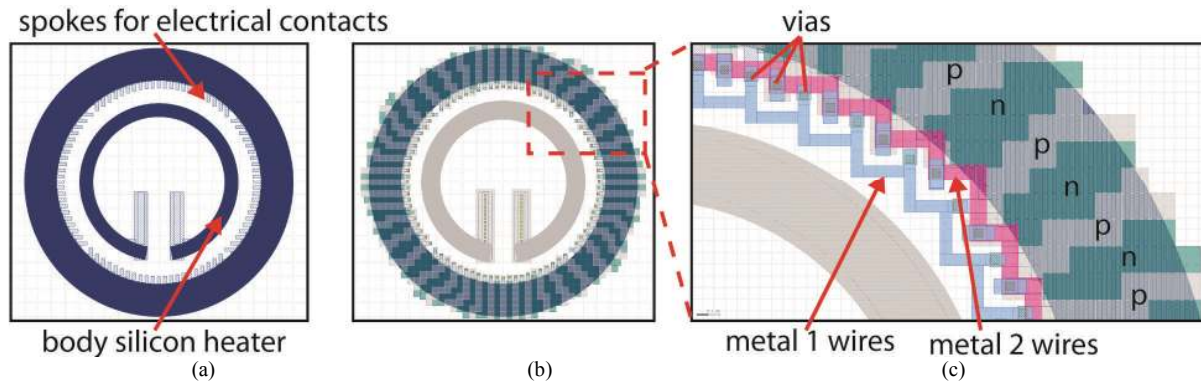 spokes for electrical contacts
vias
p
n
p
n
p
n
p
body silicon heater
metal 1 wires
metal 2 wires
(a)
(b)
(c)